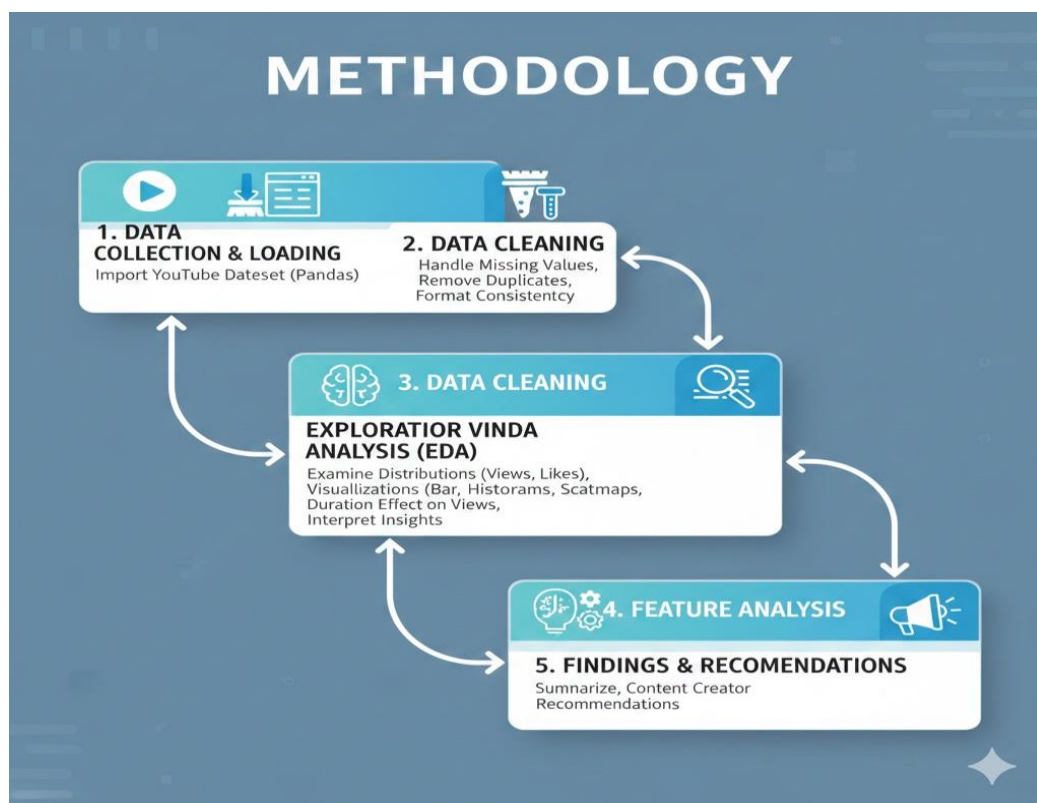 METHODOLOGY
1. DATA
COLLECTION & LOADING
Import YouTube Dateset (Pandas)
2. DATA CLEANING
Handle Missing Values,
Remove Duplicates,
Format Consistentcy
3. DATA CLEANING
EXPLORATIOR VINDA
ANALYSIS (EDA)
Examine Distributions (Views, Likes),
Visuallizations (Bar, Historams, Scatmaps,
Duration Effect on Views,
Interpret Insights
4. FEATURE ANALYSIS
5. FINDINGS & RECOMENDATIONS
Sumnarize, Content Creator
Recommendations